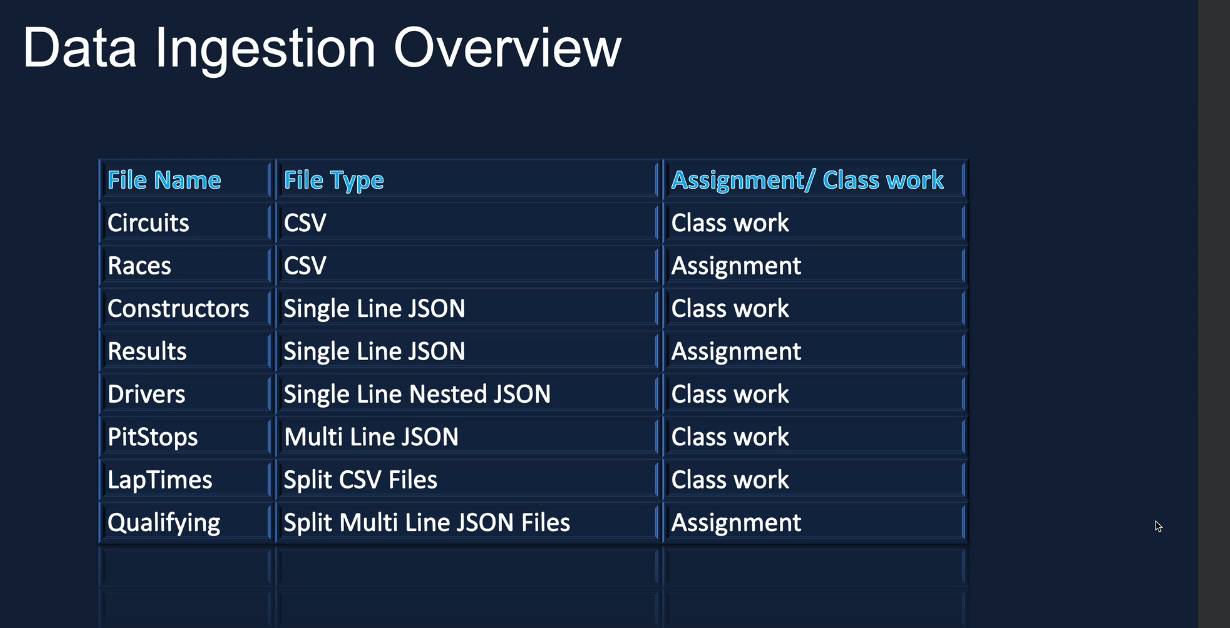 Data Ingestion Overview
File Name File Type Assignment/ Class work
Circuits CSV Class work
Races CSV Assignment
Constructors Single Line JSON Class work
Results Single Line JSON Assignment
Drivers Single Line Nested JSON Class work
PitStops Multi Line JSON Class work
LapTimes Split CSV Files Class work
Qualifying Split Multi Line JSON Files Assignment